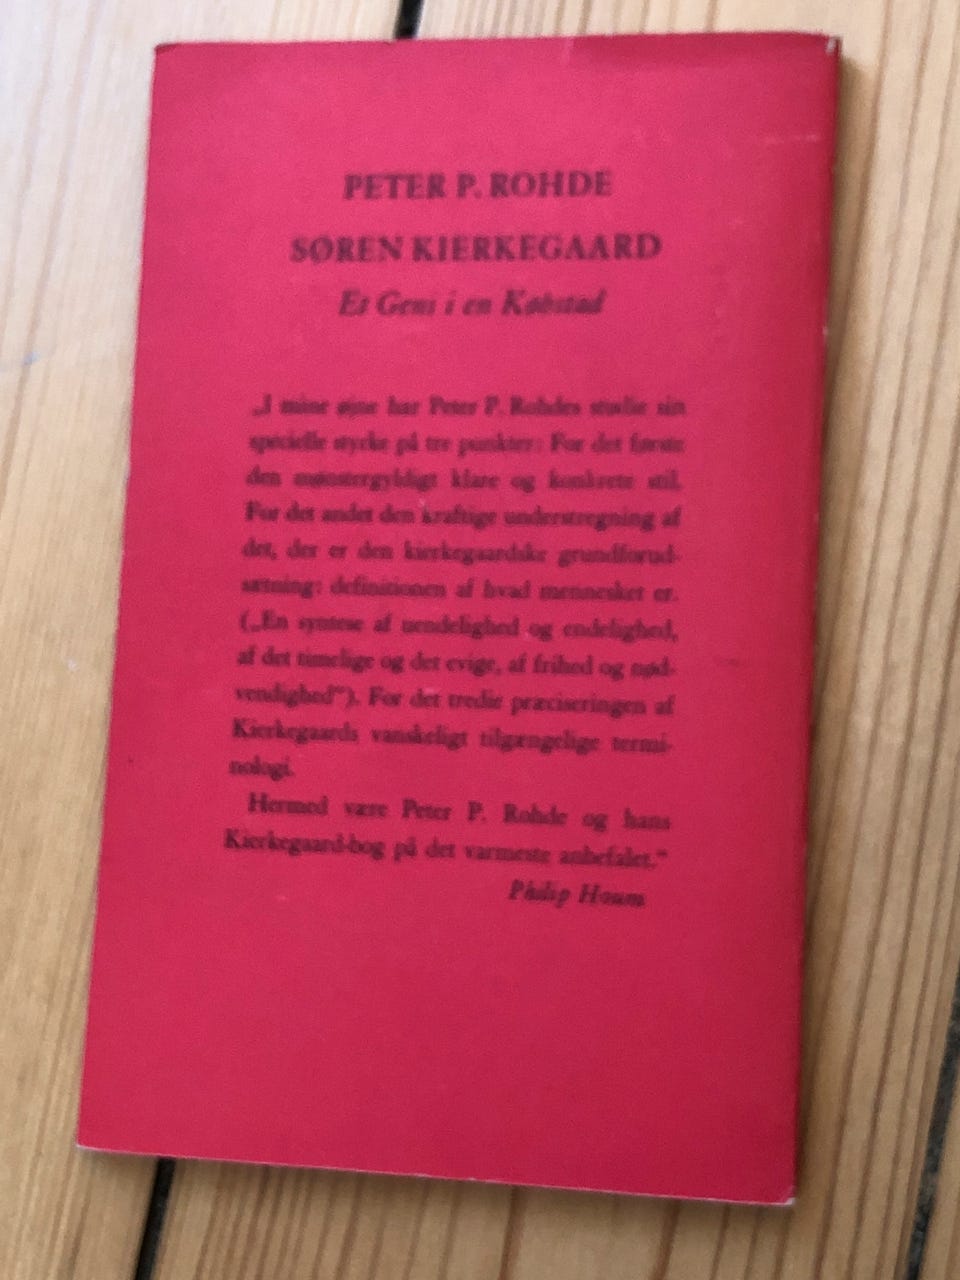 PETER P. ROHDE
SØREN KIERKEGAARD
Et Geni i en Købstad
„I mine øjne har Peter P. Rohdes studie sin
specielle styrke på tre punkter: For det første
den mønstergyldigt klare og konkrete stil.
For det andet den kraftige understregning af
det, der er den kierkegaardske grundforud-
sætning: definitionen af hvad mennesket er.
(„En syntese af uendelighed og endelighed,
af det timelige og det evige, af frihed og nød-
vendighed“). For det tredie præciseringen af
Kierkegaards vanskeligt tilgængelige termi-
nologi.
Hermed være Peter P. Rohde og hans
Kierkegaard-bog på det varmeste anbefalet.“
Philip Houm